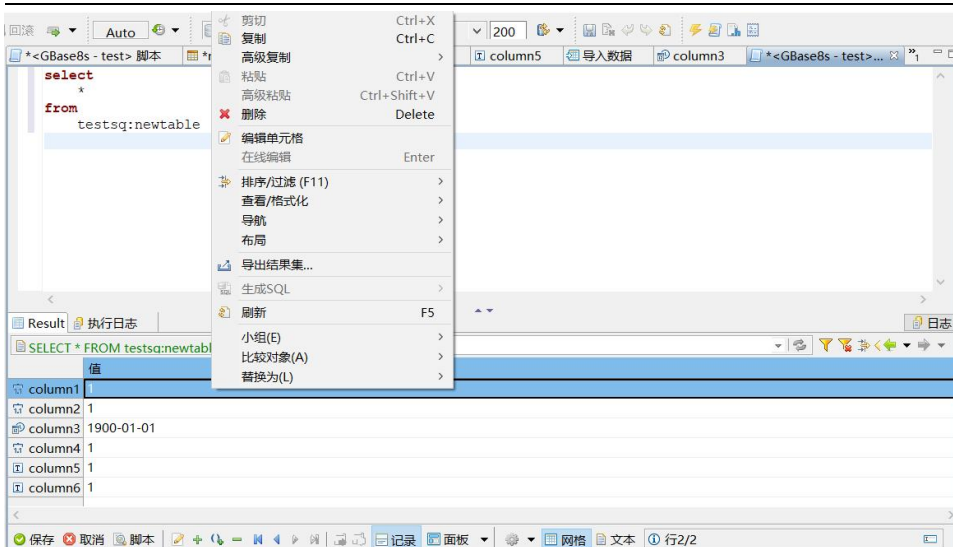 回滚 Auto 200
*<GBase8s - test> 脚本 column5 导入数据 column3 *<GBase8s - test>... 1
select
*
from
testsq:newtable
剪切 Ctrl+X
复制 Ctrl+C
高级复制
粘贴 Ctrl+V
高级粘贴 Ctrl+Shift+V
删除 Delete
编辑单元格
在线编辑 Enter
排序/过滤 (F11)
查看/格式化
导航
布局
导出结果集...
生成SQL
刷新 F5
小组(E)
比较对象(A)
替换为(L)
Result 执行日志 日志
SELECT * FROM testsq:newtabl
值
column1 1
column2 1
column3 1900-01-01
column4 1
column5 1
column6 1
保存 取消 脚本 记录 面板 网格 文本 行2/2